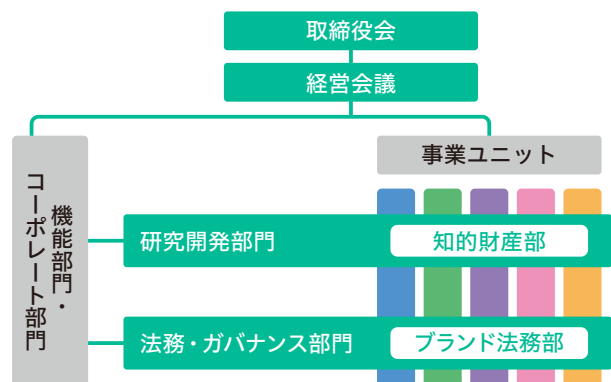 取締役会
経営会議
機能部門・
コーポレート部門
事業ユニット
研究開発部門
知的財産部
法務・ガバナンス部門
ブランド法務部